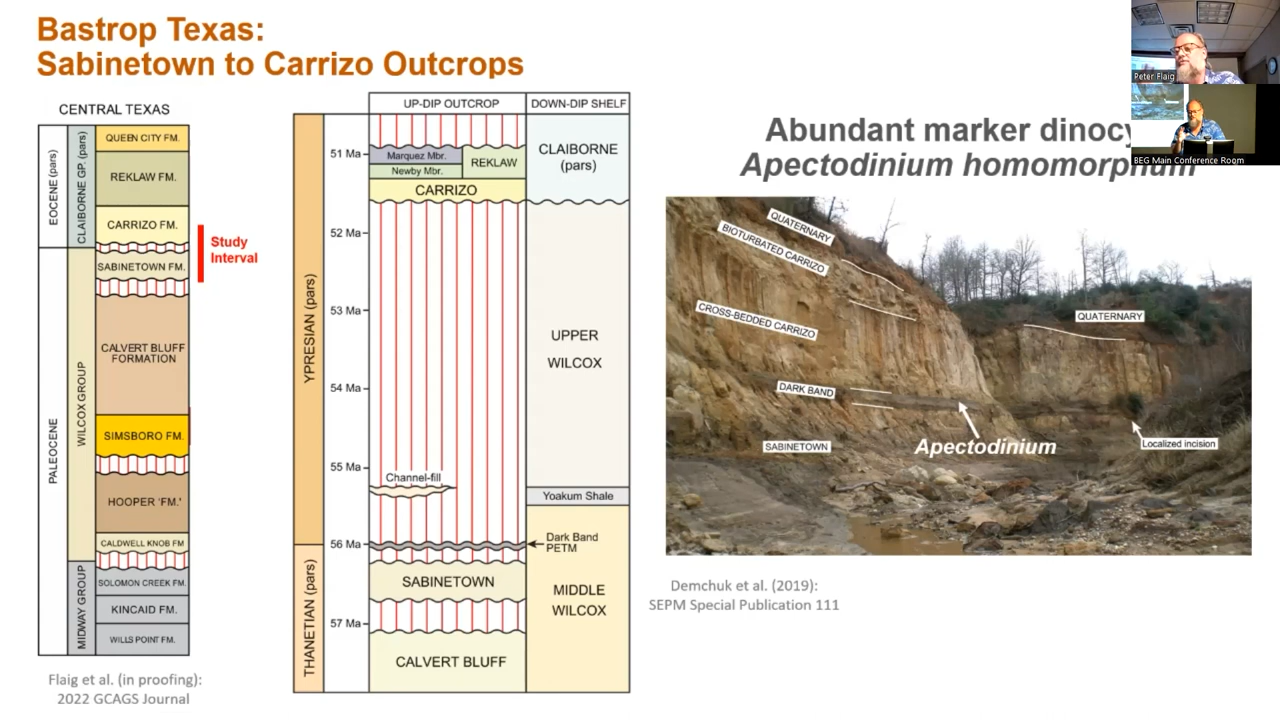 Bastrop Texas:
Sabinetown to Carrizo Outcrops
CENTRAL TEXAS
EOCENE (pars)
PALEOCENE
CLAIBORNE GP. (pars)
WILCOX GROUP
MIDWAY GROUP
QUEEN CITY FM.
REKLAW FM.
CARRIZO FM.
SABINETOWN FM.
CALVERT BLUFF
FORMATION
SIMSBORO FM.
HOOPER 'FM.'
CALDWELL KNOB FM
SOLOMON CREEK FM.
KINCAID FM.
WILLS POINT FM.
Study
Interval
Flaig et al. (in proofing):
2022 GCAGS Journal
UP-DIP OUTCROP
DOWN-DIP SHELF
YPRESIAN (pars)
THANETIAN (pars)
51 Ma
52 Ma
53 Ma
54 Ma
55 Ma
56 Ma
57 Ma
Marquez Mbr.
Newby Mbr.
REKLAW
CARRIZO
Channel-fill
SABINETOWN
CALVERT BLUFF
CLAIBORNE
(pars)
UPPER
WILCOX
Yoakum Shale
Dark Band
PETM
MIDDLE
WILCOX
Abundant marker
Apectodinium homomorphum
QUATERNARY
BIOTURBATED CARRIZO
CROSS-BEDDED CARRIZO
DARK BAND
SABINETOWN
Apectodinium
QUATERNARY
Localized incision
Demchuk et al. (2019):
SEPM Special Publication 111
Peter Flaig
BEG Main Conference Room